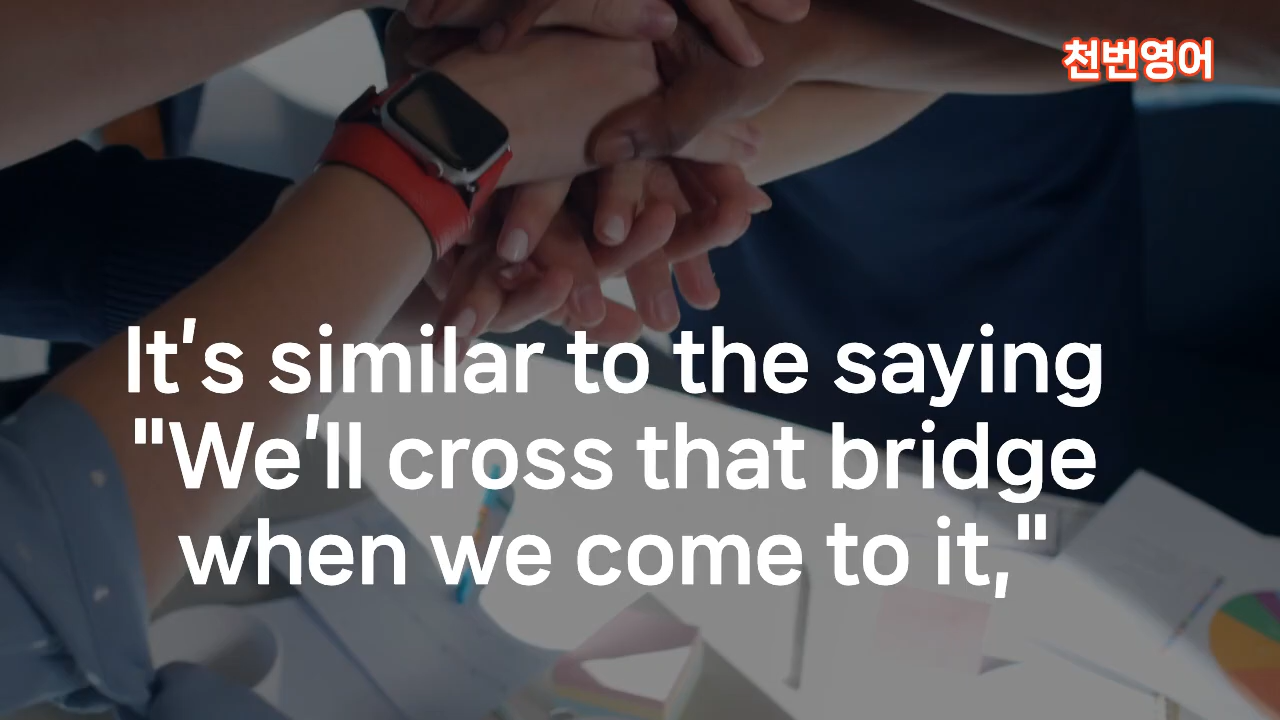 천번영어
It's similar to the saying
"We'll cross that bridge
when we come to it,"